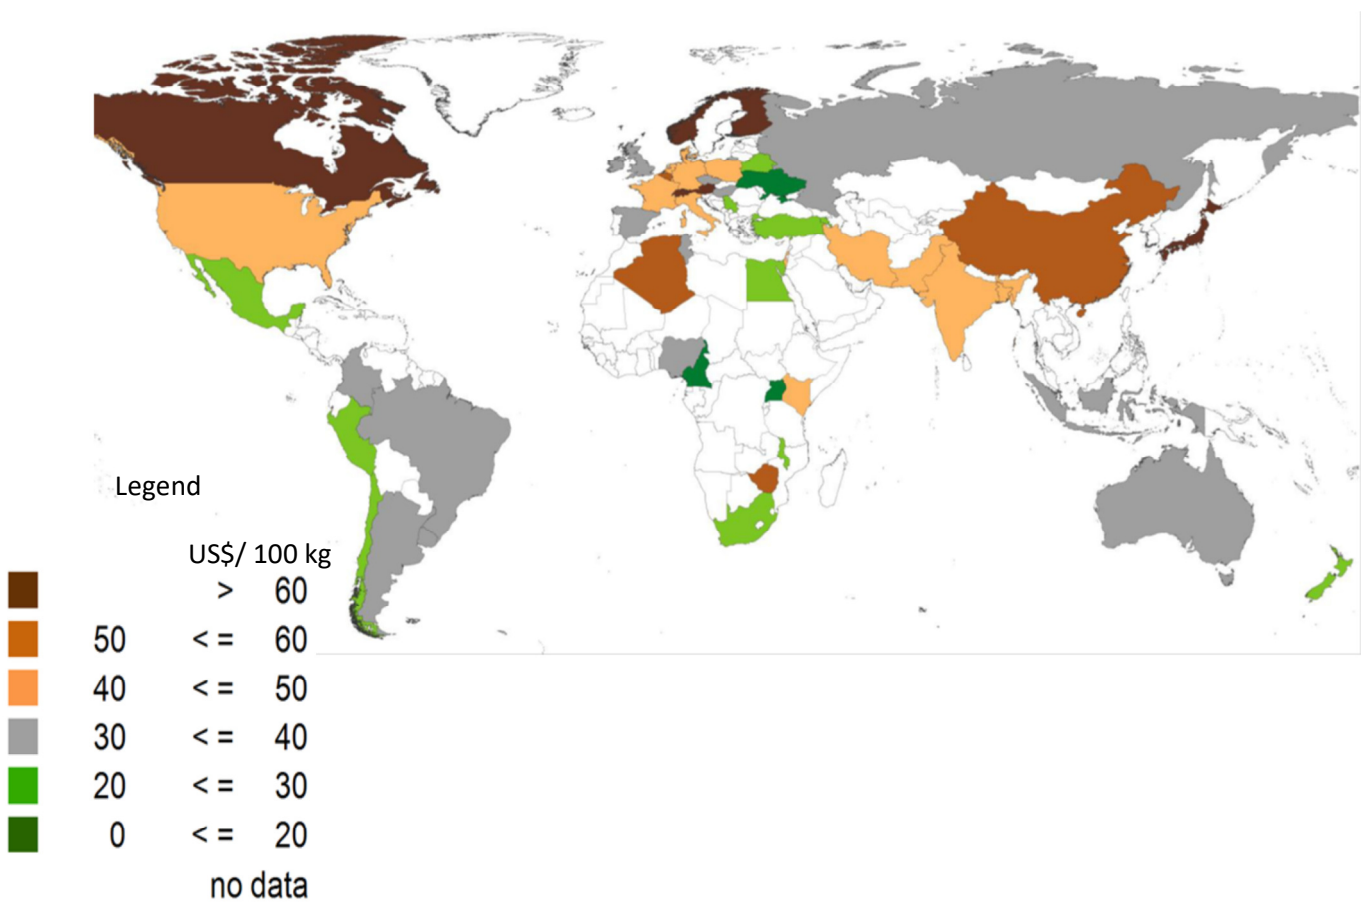 Legend
US$/ 100 kg
> 60
50 < = 60
40 < = 50
30 < = 40
20 < = 30
0 < = 20
no data